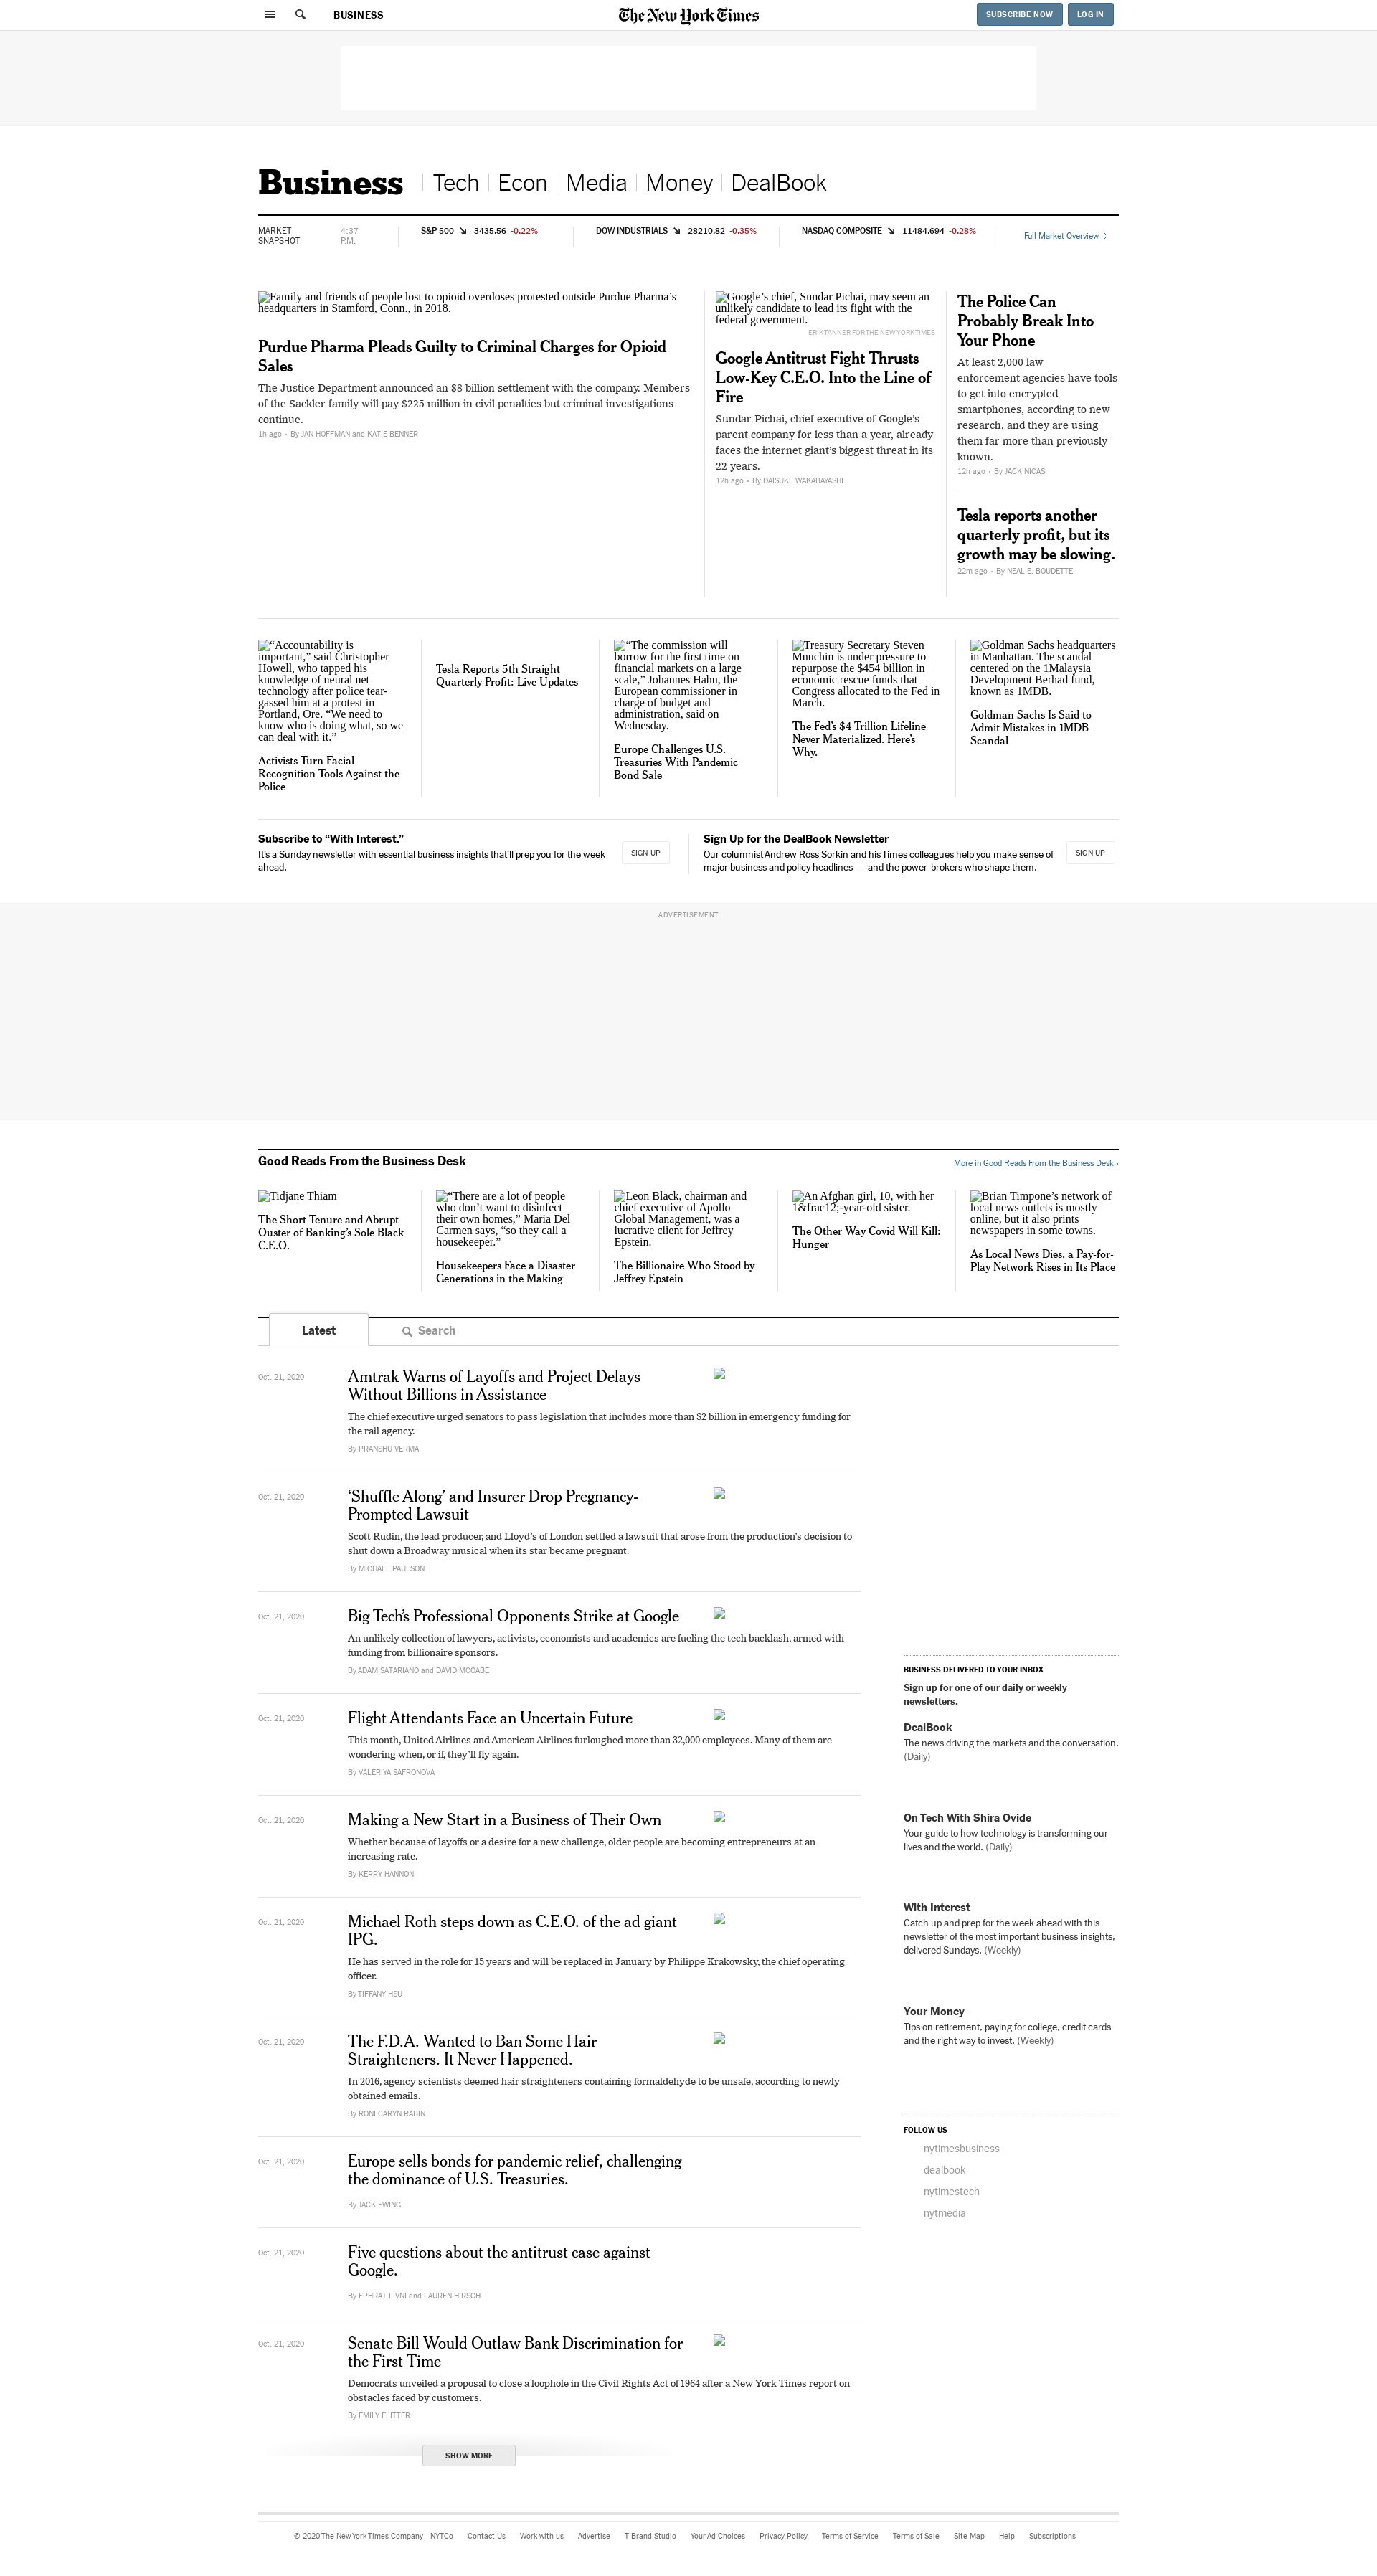 BUSINESS
The New York Times
SUBSCRIBE NOW
LOG IN
Business
Tech
Econ
Media
Money
DealBook
MARKET
SNAPSHOT
4:37
P.M.
S&P 500 3435.56 -0.22%
DOW INDUSTRIALS 28210.82 -0.35%
NASDAQ COMPOSITE 11484.694 -0.28%
Full Market Overview
Family and friends of people lost to opioid overdoses protested outside Purdue Pharma’s
headquarters in Stamford, Conn., in 2018.
Purdue Pharma Pleads Guilty to Criminal Charges for Opioid
Sales
The Justice Department announced an $8 billion settlement with the company. Members
of the Sackler family will pay $225 million in civil penalties but criminal investigations
continue.
1h ago • By JAN HOFFMAN and KATIE BENNER
Google’s chief, Sundar Pichai, may seem an
unlikely candidate to lead its fight with the
federal government.
ERIK TANNER FOR THE NEW YORK TIMES
Google Antitrust Fight Thrusts
Low-Key C.E.O. Into the Line of
Fire
Sundar Pichai, chief executive of Google’s
parent company for less than a year, already
faces the internet giant’s biggest threat in its
22 years.
12h ago • By DAISUKE WAKABAYASHI
The Police Can
Probably Break Into
Your Phone
At least 2,000 law
enforcement agencies have tools
to get into encrypted
smartphones, according to new
research, and they are using
them far more than previously
known.
12h ago • By JACK NICAS
Tesla reports another
quarterly profit, but its
growth may be slowing.
22m ago • By NEAL E. BOUDETTE
“Accountability is
important,” said Christopher
Howell, who tapped his
knowledge of neural net
technology after police tear-
gassed him at a protest in
Portland, Ore. “We need to
know who is doing what, so we
can deal with it.”
Activists Turn Facial
Recognition Tools Against the
Police
Tesla Reports 5th Straight
Quarterly Profit: Live Updates
“The commission will
borrow for the first time on
financial markets on a large
scale,” Johannes Hahn, the
European commissioner in
charge of budget and
administration, said on
Wednesday.
Europe Challenges U.S.
Treasuries With Pandemic
Bond Sale
Treasury Secretary Steven
Mnuchin is under pressure to
repurpose the $454 billion in
economic rescue funds that
Congress allocated to the Fed in
March.
The Fed’s $4 Trillion Lifeline
Never Materialized. Here’s
Why.
Goldman Sachs headquarters
in Manhattan. The scandal
centered on the 1Malaysia
Development Berhad fund,
known as 1MDB.
Goldman Sachs Is Said to
Admit Mistakes in 1MDB
Scandal
Subscribe to “With Interest.”
It’s a Sunday newsletter with essential business insights that’ll prep you for the week
ahead.
SIGN UP
Sign Up for the DealBook Newsletter
Our columnist Andrew Ross Sorkin and his Times colleagues help you make sense of
major business and policy headlines — and the power-brokers who shape them.
SIGN UP
ADVERTISEMENT
Good Reads From the Business Desk
More in Good Reads From the Business Desk ›
Tidjane Thiam
The Short Tenure and Abrupt
Ouster of Banking’s Sole Black
C.E.O.
“There are a lot of people
who don’t want to disinfect
their own homes,” Maria Del
Carmen says, “so they call a
housekeeper.”
Housekeepers Face a Disaster
Generations in the Making
Leon Black, chairman and
chief executive of Apollo
Global Management, was a
lucrative client for Jeffrey
Epstein.
The Billionaire Who Stood by
Jeffrey Epstein
An Afghan girl, 10, with her
1&frac12;-year-old sister.
The Other Way Covid Will Kill:
Hunger
Brian Timpone’s network of
local news outlets is mostly
online, but it also prints
newspapers in some towns.
As Local News Dies, a Pay-for-
Play Network Rises in Its Place
Latest
Search
Oct. 21, 2020
Amtrak Warns of Layoffs and Project Delays
Without Billions in Assistance
The chief executive urged senators to pass legislation that includes more than $2 billion in emergency funding for
the rail agency.
By PRANSHU VERMA
Oct. 21, 2020
‘Shuffle Along’ and Insurer Drop Pregnancy-
Prompted Lawsuit
Scott Rudin, the lead producer, and Lloyd’s of London settled a lawsuit that arose from the production’s decision to
shut down a Broadway musical when its star became pregnant.
By MICHAEL PAULSON
Oct. 21, 2020
Big Tech’s Professional Opponents Strike at Google
An unlikely collection of lawyers, activists, economists and academics are fueling the tech backlash, armed with
funding from billionaire sponsors.
By ADAM SATARIANO and DAVID MCCABE
Oct. 21, 2020
Flight Attendants Face an Uncertain Future
This month, United Airlines and American Airlines furloughed more than 32,000 employees. Many of them are
wondering when, or if, they’ll fly again.
By VALERIYA SAFRONOVA
Oct. 21, 2020
Making a New Start in a Business of Their Own
Whether because of layoffs or a desire for a new challenge, older people are becoming entrepreneurs at an
increasing rate.
By KERRY HANNON
Oct. 21, 2020
Michael Roth steps down as C.E.O. of the ad giant
IPG.
He has served in the role for 15 years and will be replaced in January by Philippe Krakowsky, the chief operating
officer.
By TIFFANY HSU
Oct. 21, 2020
The F.D.A. Wanted to Ban Some Hair
Straighteners. It Never Happened.
In 2016, agency scientists deemed hair straighteners containing formaldehyde to be unsafe, according to newly
obtained emails.
By RONI CARYN RABIN
Oct. 21, 2020
Europe sells bonds for pandemic relief, challenging
the dominance of U.S. Treasuries.
By JACK EWING
Oct. 21, 2020
Five questions about the antitrust case against
Google.
By EPHRAT LIVNI and LAUREN HIRSCH
Oct. 21, 2020
Senate Bill Would Outlaw Bank Discrimination for
the First Time
Democrats unveiled a proposal to close a loophole in the Civil Rights Act of 1964 after a New York Times report on
obstacles faced by customers.
By EMILY FLITTER
SHOW MORE
BUSINESS DELIVERED TO YOUR INBOX
Sign up for one of our daily or weekly
newsletters.
DealBook
The news driving the markets and the conversation.
(Daily)
On Tech With Shira Ovide
Your guide to how technology is transforming our
lives and the world. (Daily)
With Interest
Catch up and prep for the week ahead with this
newsletter of the most important business insights,
delivered Sundays. (Weekly)
Your Money
Tips on retirement, paying for college, credit cards
and the right way to invest. (Weekly)
FOLLOW US
nytimesbusiness
dealbook
nytimestech
nytmedia
© 2020 The New York Times Company NYTCo Contact Us Work with us Advertise T Brand Studio Your Ad Choices Privacy Policy Terms of Service Terms of Sale Site Map Help Subscriptions